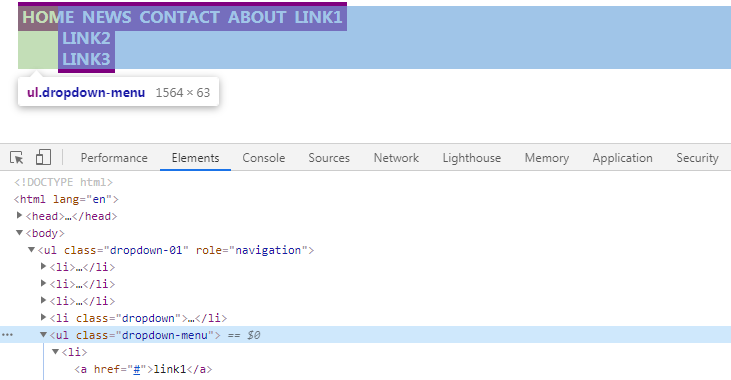 HOME NEWS CONTACT ABOUT LINK1
LINK2
LINK3
ul.dropdown-menu 1564 × 63
Performance Elements Console Sources Network Lighthouse Memory Application Security
<!DOCTYPE html>
<html lang="en">
<head>…</head>
<body>
<ul class="dropdown-01" role="navigation">
<li>…</li>
<li>…</li>
<li>…</li>
<li class="dropdown">…</li>
… <ul class="dropdown-menu"> == $0
<li>
<a href="#">link1</a>